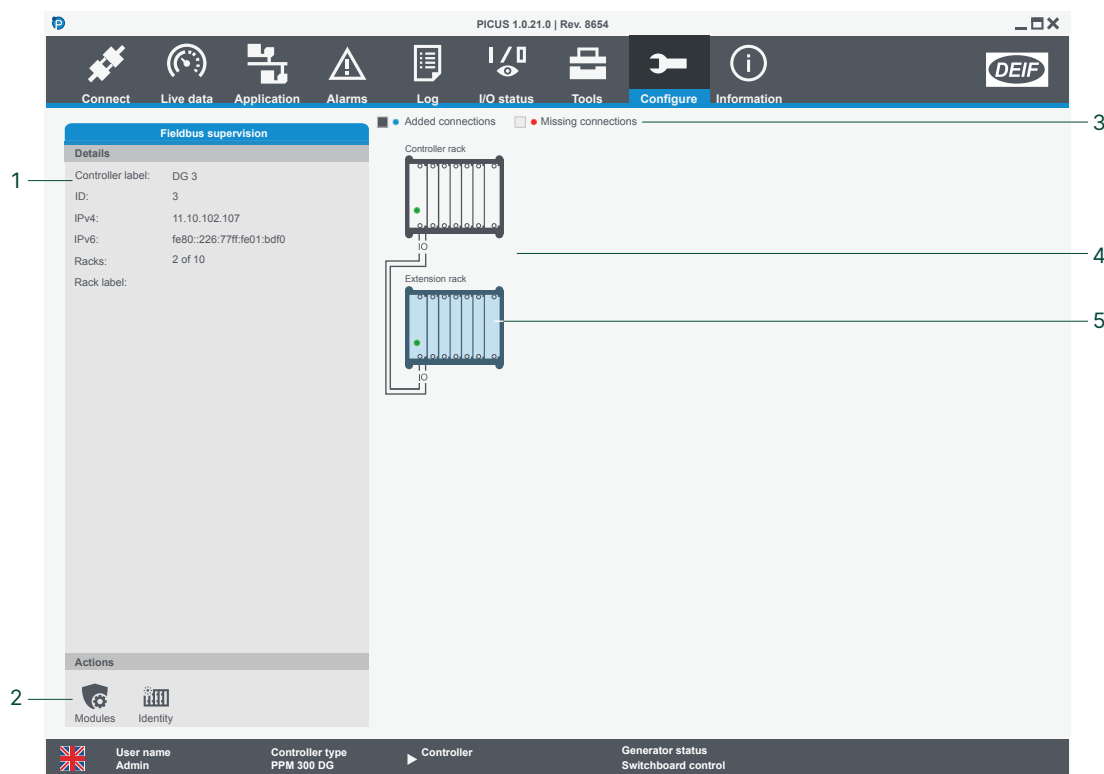 PICUS 1.0.21.0 | Rev. 8654
Connect Live data Application Alarms Log I/O status Tools Configure Information
DEIF
Fieldbus supervision
Added connections Missing connections
3
Details
Controller rack
1
Controller label: DG 3
ID: 3
IPv4: 11.10.102.107
IPv6: fe80::226:77ff:fe01:bdf0
IO
4
Racks: 2 of 10
Rack label:
Extension rack
5
IO
Actions
2
Modules Identity
User name Controller type Controller Generator status
Admin PPM 300 DG Switchboard control